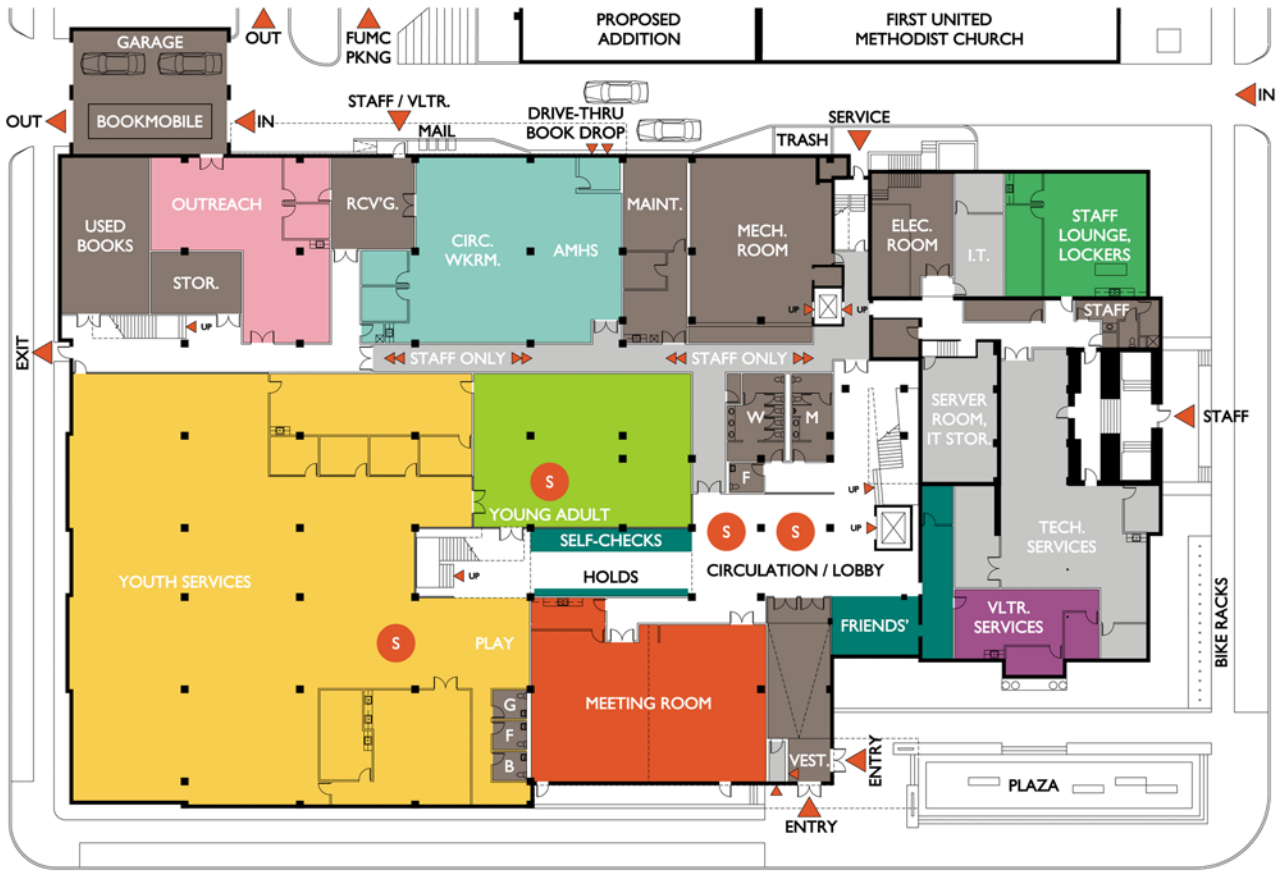 PROPOSED
ADDITION
FIRST UNITED
METHODIST CHURCH
GARAGE
OUT
FUMC
PKNG
IN
OUT
BOOKMOBILE
IN
STAFF / VLTR.
MAIL
DRIVE-THRU
BOOK DROP
TRASH
SERVICE
USED
BOOKS
OUTREACH
STOR.
UP
RCV'G.
CIRC.
WKRM.
AMHS
MAINT.
MECH.
ROOM
UP
UP
ELEC.
ROOM
I.T.
STAFF
LOUNGE,
LOCKERS
STAFF
EXIT
STAFF ONLY
STAFF ONLY
W
M
F
SERVER
ROOM,
IT STOR.
STAFF
S
YOUNG ADULT
UP
UP
S
S
SELF-CHECKS
HOLDS
CIRCULATION / LOBBY
TECH.
SERVICES
YOUTH SERVICES
UP
S
PLAY
FRIENDS'
VLTR.
SERVICES
BIKE RACKS
MEETING ROOM
G
F
B
VEST.
ENTRY
ENTRY
PLAZA